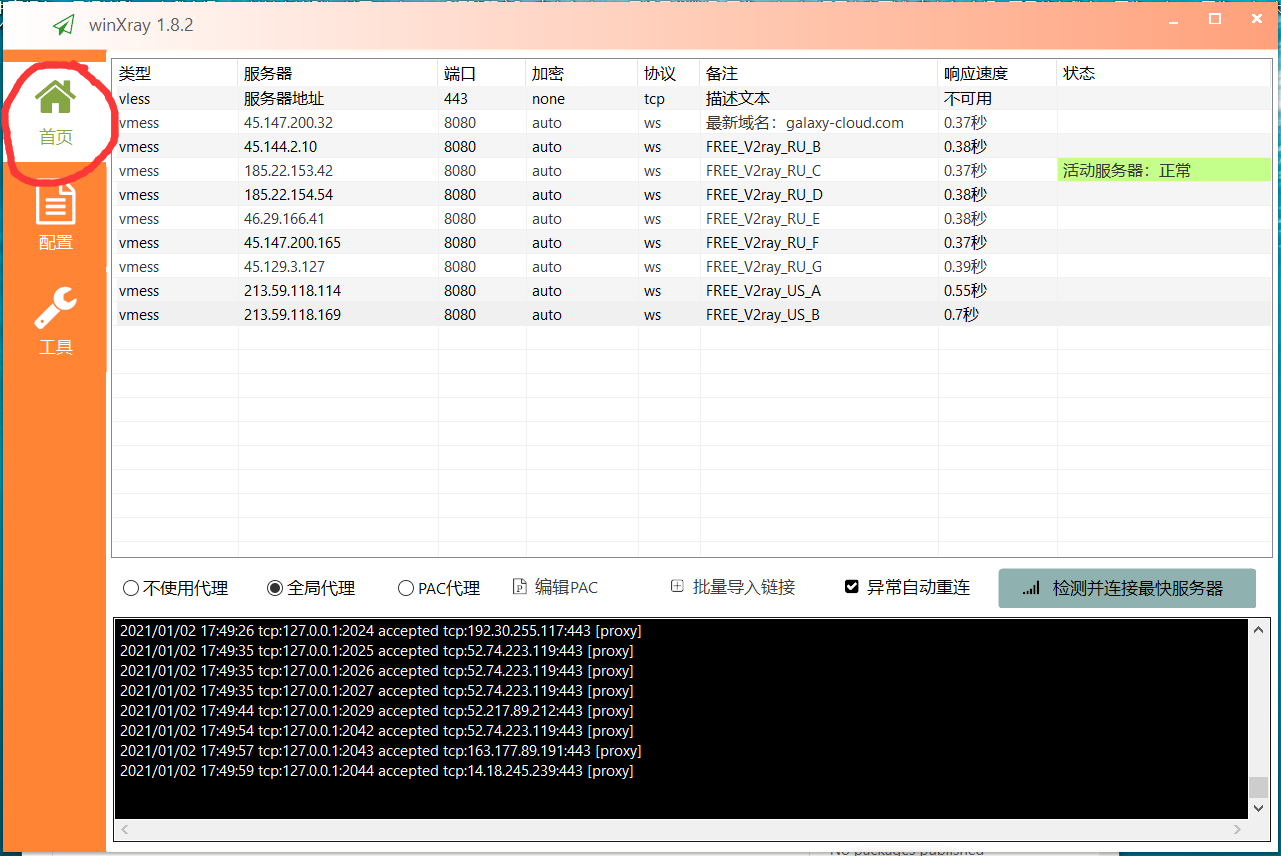 winXray 1.8.2
首页
配置
工具
类型 服务器 端口 加密 协议 备注 响应速度 状态
vless 服务器地址 443 none tcp 描述文本 不可用
vmess 45.147.200.32 8080 auto ws 最新域名：galaxy-cloud.com 0.37秒
vmess 45.144.2.10 8080 auto ws FREE_V2ray_RU_B 0.38秒
vmess 185.22.153.42 8080 auto ws FREE_V2ray_RU_C 0.37秒 活动服务器：正常
vmess 185.22.154.54 8080 auto ws FREE_V2ray_RU_D 0.38秒
vmess 46.29.166.41 8080 auto ws FREE_V2ray_RU_E 0.38秒
vmess 45.147.200.165 8080 auto ws FREE_V2ray_RU_F 0.37秒
vmess 45.129.3.127 8080 auto ws FREE_V2ray_RU_G 0.39秒
vmess 213.59.118.114 8080 auto ws FREE_V2ray_US_A 0.55秒
vmess 213.59.118.169 8080 auto ws FREE_V2ray_US_B 0.7秒
不使用代理 全局代理 PAC代理 编辑PAC 批量导入链接 异常自动重连 检测并连接最快服务器
2021/01/02 17:49:26 tcp:127.0.0.1:2024 accepted tcp:192.30.255.117:443 [proxy]
2021/01/02 17:49:35 tcp:127.0.0.1:2025 accepted tcp:52.74.223.119:443 [proxy]
2021/01/02 17:49:35 tcp:127.0.0.1:2026 accepted tcp:52.74.223.119:443 [proxy]
2021/01/02 17:49:35 tcp:127.0.0.1:2027 accepted tcp:52.74.223.119:443 [proxy]
2021/01/02 17:49:44 tcp:127.0.0.1:2029 accepted tcp:52.217.89.212:443 [proxy]
2021/01/02 17:49:54 tcp:127.0.0.1:2042 accepted tcp:52.74.223.119:443 [proxy]
2021/01/02 17:49:57 tcp:127.0.0.1:2043 accepted tcp:163.177.89.191:443 [proxy]
2021/01/02 17:49:59 tcp:127.0.0.1:2044 accepted tcp:14.18.245.239:443 [proxy]
No packages published